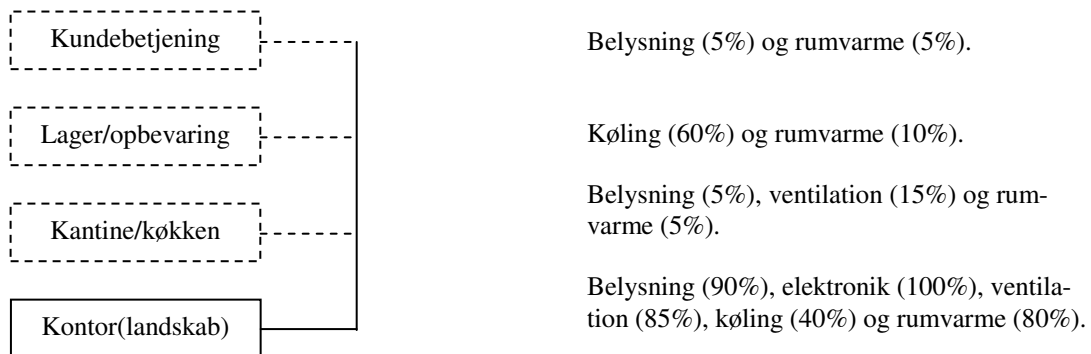 Kundebetjening
Belysning (5%) og rumvarme (5%).
Lager/opbevaring
Køling (60%) og rumvarme (10%).
Kantine/køkken
Belysning (5%), ventilation (15%) og rum-
varme (5%).
Kontor(landskab)
Belysning (90%), elektronik (100%), ventila-
tion (85%), køling (40%) og rumvarme (80%).